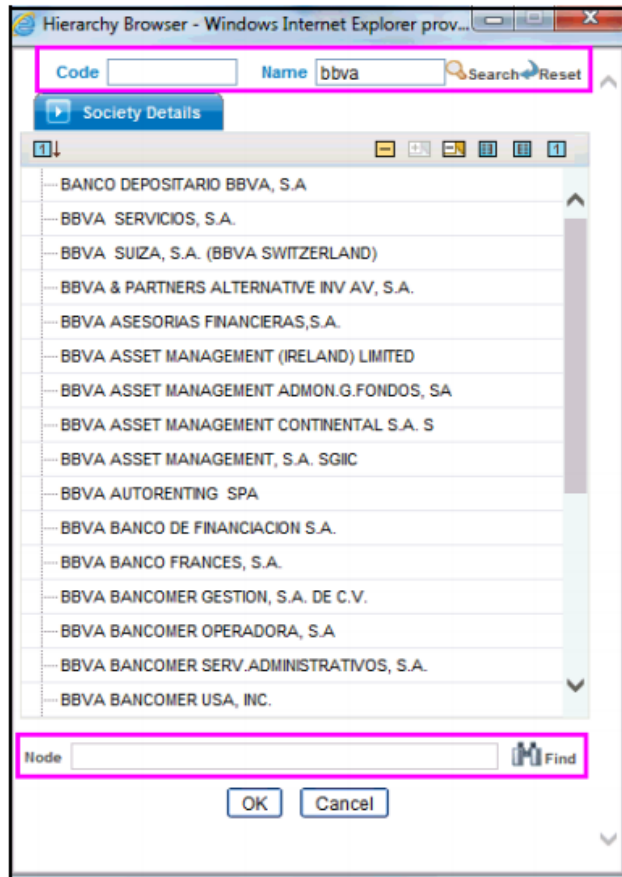 Hierarchy Browser - Windows Internet Explorer prov...
Code Name bbva Search Reset
Society Details
1 1
BANCO DEPOSITARIO BBVA, S.A
BBVA SERVICIOS, S.A.
BBVA SUIZA, S.A. (BBVA SWITZERLAND)
BBVA & PARTNERS ALTERNATIVE INV AV, S.A.
BBVA ASESORIAS FINANCIERAS,S.A.
BBVA ASSET MANAGEMENT (IRELAND) LIMITED
BBVA ASSET MANAGEMENT ADMON.G.FONDOS, SA
BBVA ASSET MANAGEMENT CONTINENTAL S.A. S
BBVA ASSET MANAGEMENT, S.A. SGIIC
BBVA AUTORENTING SPA
BBVA BANCO DE FINANCIACION S.A.
BBVA BANCO FRANCES, S.A.
BBVA BANCOMER GESTION, S.A. DE C.V.
BBVA BANCOMER OPERADORA, S.A
BBVA BANCOMER SERV.ADMINISTRATIVOS, S.A.
BBVA BANCOMER USA, INC.
Node Find
OK Cancel